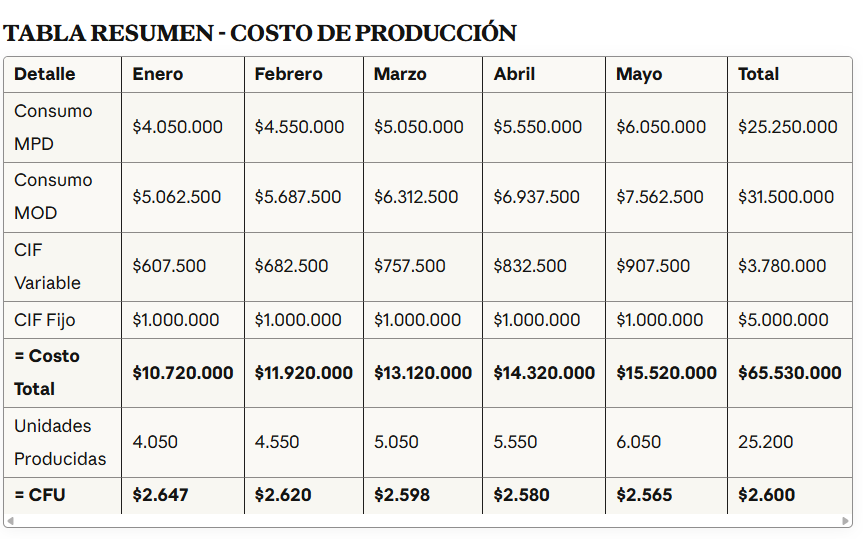 TABLA RESUMEN - COSTO DE PRODUCCIÓN
Detalle Enero Febrero Marzo Abril Mayo Total
Consumo MPD $4.050.000 $4.550.000 $5.050.000 $5.550.000 $6.050.000 $25.250.000
Consumo MOD $5.062.500 $5.687.500 $6.312.500 $6.937.500 $7.562.500 $31.500.000
CIF Variable $607.500 $682.500 $757.500 $832.500 $907.500 $3.780.000
CIF Fijo $1.000.000 $1.000.000 $1.000.000 $1.000.000 $1.000.000 $5.000.000
= Costo Total $10.720.000 $11.920.000 $13.120.000 $14.320.000 $15.520.000 $65.530.000
Unidades Producidas 4.050 4.550 5.050 5.550 6.050 25.200
= CFU $2.647 $2.620 $2.598 $2.580 $2.565 $2.600